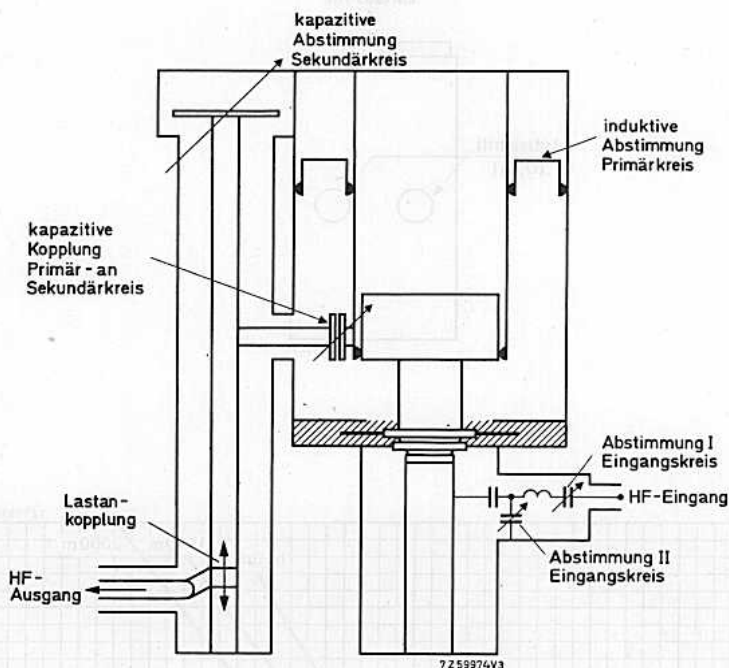 kapazitive
Abstimmung
Sekundärkreis
induktive
Abstimmung
Primärkreis
kapazitive
Kopplung
Primär-an
Sekundärkreis
Abstimmung I
Eingangskreis
HF-Eingang
Abstimmung II
Eingangskreis
Lastan-
kopplung
HF-
Ausgang
7Z59974V3